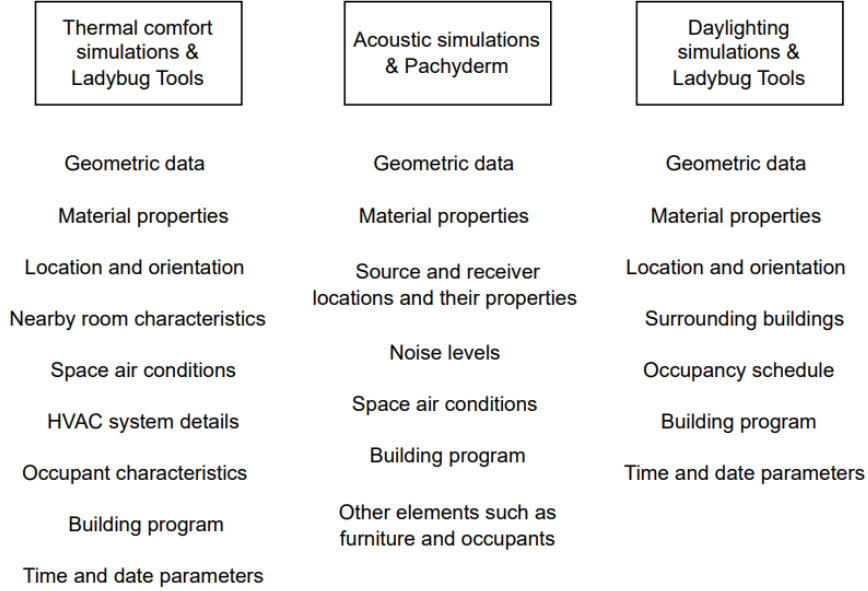 Thermal comfort
simulations &
Ladybug Tools
Geometric data
Material properties
Location and orientation
Nearby room characteristics
Space air conditions
HVAC system details
Occupant characteristics
Building program
Time and date parameters
Acoustic simulations
& Pachyderm
Geometric data
Material properties
Source and receiver
locations and their properties
Noise levels
Space air conditions
Building program
Other elements such as
furniture and occupants
Daylighting
simulations &
Ladybug Tools
Geometric data
Material properties
Location and orientation
Surrounding buildings
Occupancy schedule
Building program
Time and date parameters